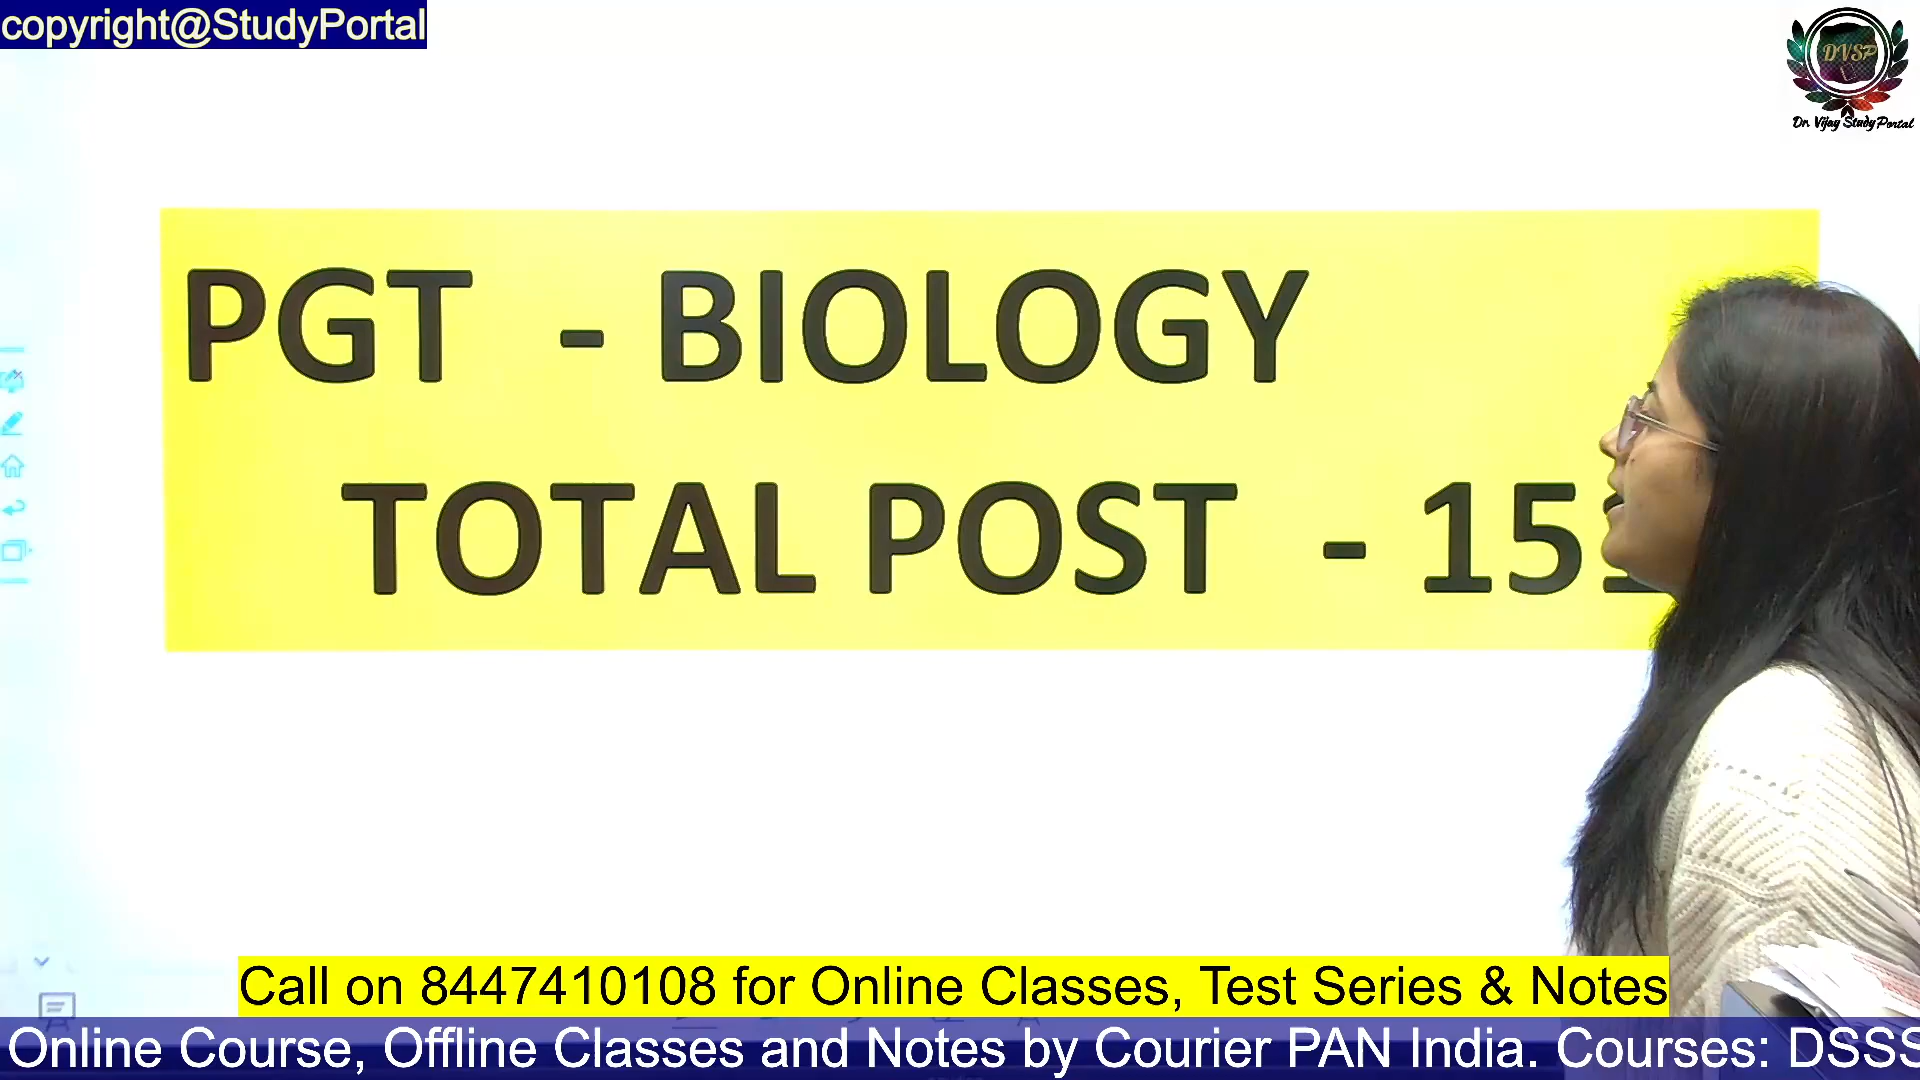 copyright@StudyPortal
DVSP
Dr. Vijay Study Portal
PGT - BIOLOGY
TOTAL POST - 151
Call on 8447410108 for Online Classes, Test Series & Notes
Online Course, Offline Classes and Notes by Courier PAN India. Courses: DSSS